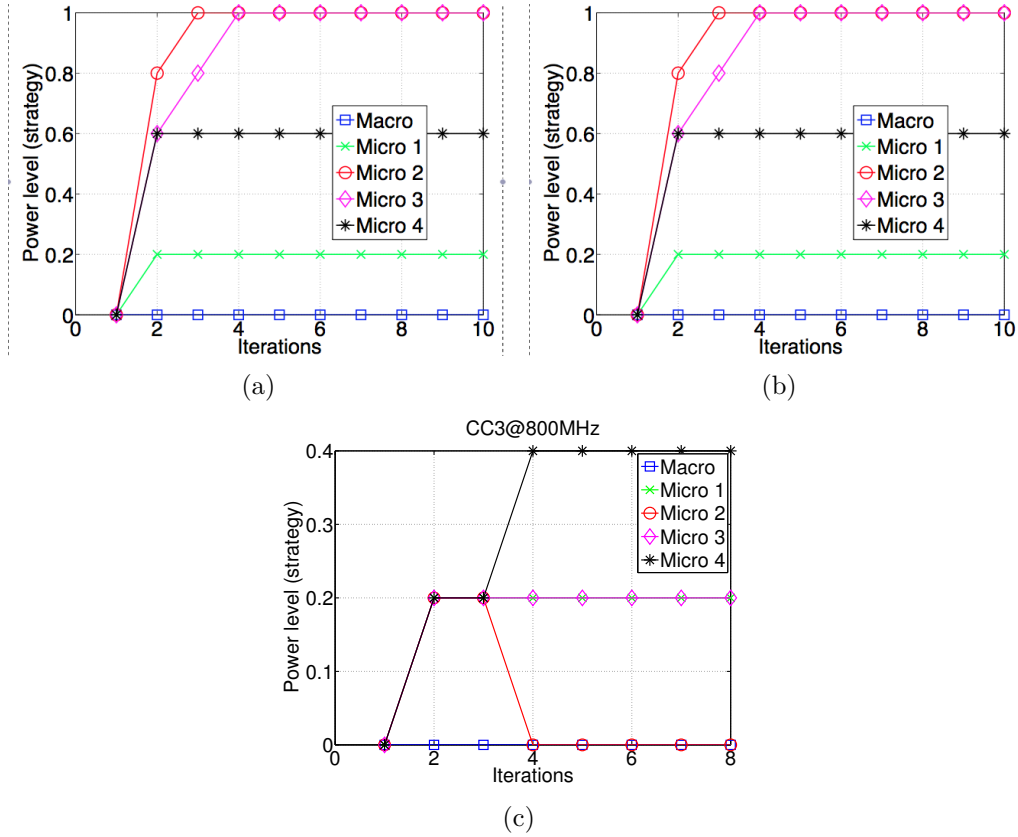 1
0.8
0.6
0.4
0.2
0
Power level (strategy)
0 2 4 6 8 10
Iterations
Macro
Micro 1
Micro 2
Micro 3
Micro 4
(a)
1
0.8
0.6
0.4
0.2
0
Power level (strategy)
0 2 4 6 8 10
Iterations
Macro
Micro 1
Micro 2
Micro 3
Micro 4
(b)
CC3@800MHz
0.4
0.3
0.2
0.1
0
Power level (strategy)
0 2 4 6 8
Iterations
Macro
Micro 1
Micro 2
Micro 3
Micro 4
(c)